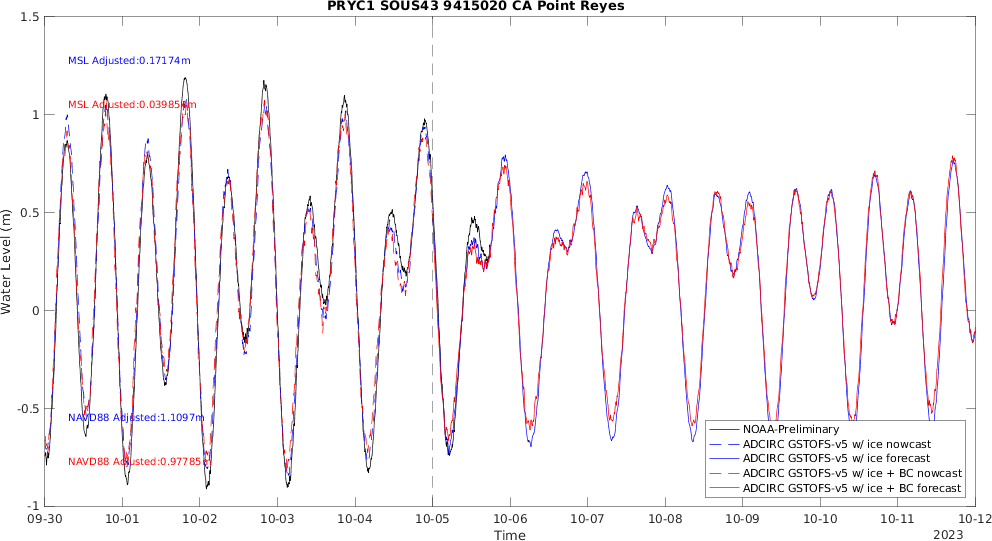 PRYC1 SOUS43 9415020 CA Point Reyes
1.5
1
0.5
0
-0.5
-1
Water Level (m)
MSL Adjusted:0.17174m
MSL Adjusted:0.03985 m
NAVD88 Adjusted:1.1097m
NAVD88 Adjusted:0.97785
NOAA-Preliminary
ADCIRC GSTOFS-v5 w/ ice nowcast
ADCIRC GSTOFS-v5 w/ ice forecast
ADCIRC GSTOFS-v5 w/ ice + BC nowcast
ADCIRC GSTOFS-v5 w/ ice + BC forecast
09-30 10-01 10-02 10-03 10-04 10-05 10-06 10-07 10-08 10-09 10-10 10-11 10-12
Time
2023